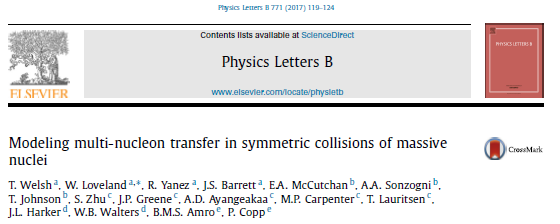 Physics Letters B 771 (2017) 119–124
Contents lists available at ScienceDirect
Physics Letters B
www.elsevier.com/locate/physletb
ELSEVIER
PHYSICS LETTERS B
Modeling multi-nucleon transfer in symmetric collisions of massive
nuclei
CrossMark
T. Welsh a, W. Loveland a,*, R. Yanez a, J.S. Barrett a, E.A. McCutchan b, A.A. Sonzogni b,
T. Johnson b, S. Zhu c, J.P. Greene c, A.D. Ayangeakaa c, M.P. Carpenter c, T. Lauritsen c,
J.L. Harker d, W.B. Walters d, B.M.S. Amro e, P. Copp e